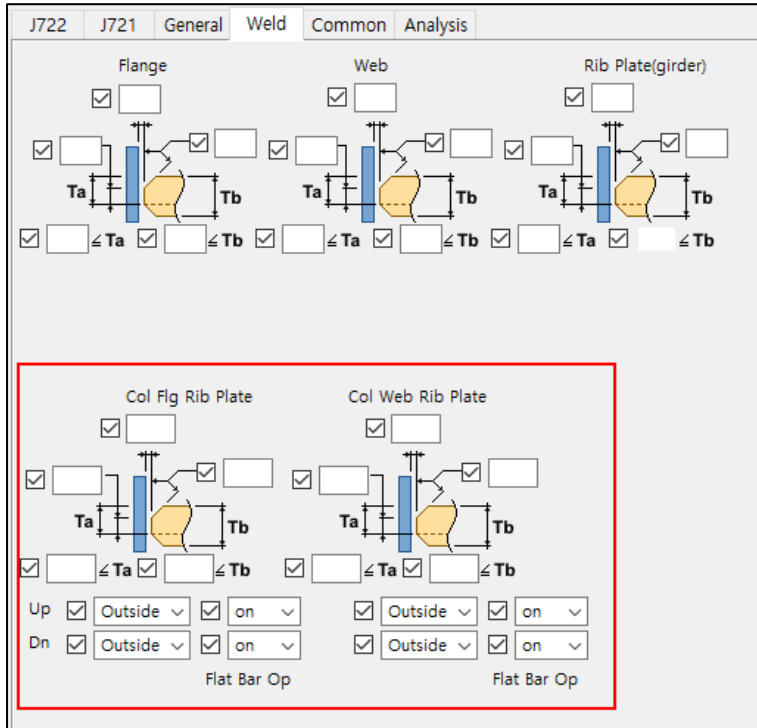 J722 J721 General Weld Common Analysis
Flange Web Rib Plate(girder)
Ta Tb Ta Tb Ta Tb
≦ Ta ≦ Tb ≦ Ta ≦ Tb ≦ Ta ≦ Tb
Col Flg Rib Plate Col Web Rib Plate
Ta Tb Ta Tb
≦ Ta ≦ Tb ≦ Ta ≦ Tb
Up Outside on Outside on
Dn Outside on Outside on
Flat Bar Op Flat Bar Op